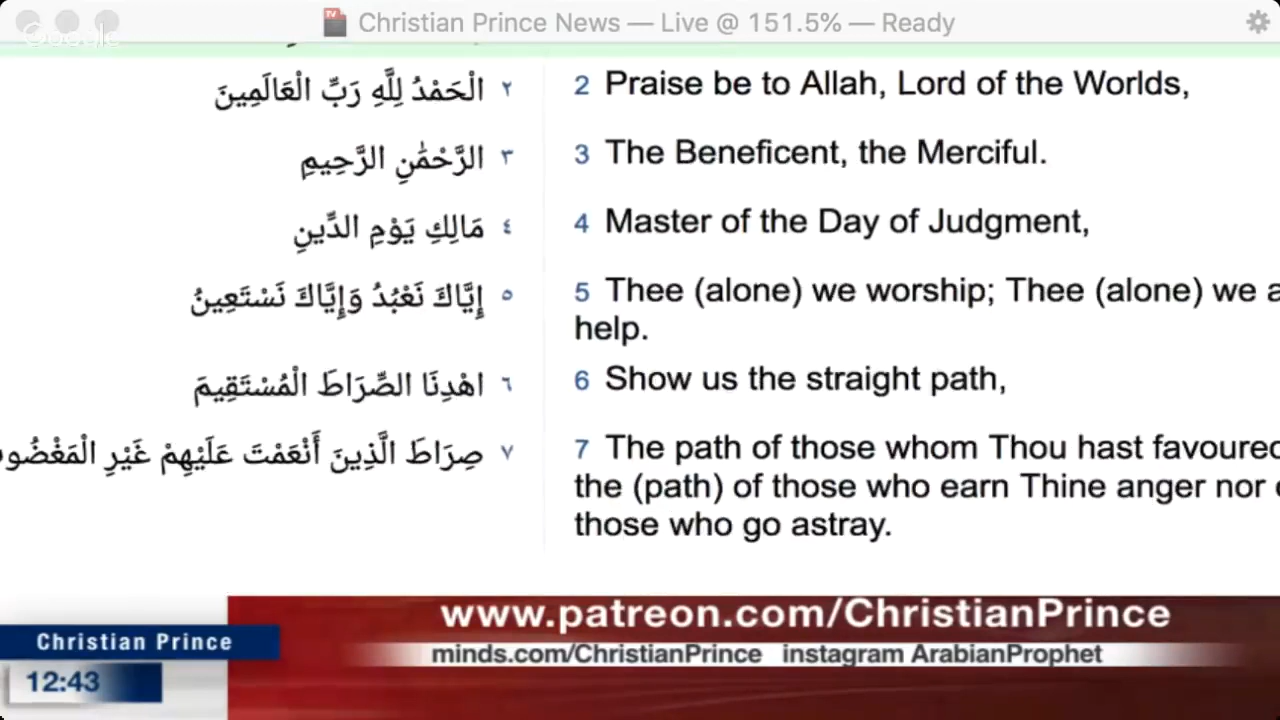 Christian Prince News — Live @ 151.5% — Ready
Google
٢ الْحَمْدُ لِلَّهِ رَبِّ الْعَالَمِينَ
2 Praise be to Allah, Lord of the Worlds,
٣ الرَّحْمَٰنِ الرَّحِيمِ
3 The Beneficent, the Merciful.
٤ مَالِكِ يَوْمِ الدِّينِ
4 Master of the Day of Judgment,
٥ إِيَّاكَ نَعْبُدُ وَإِيَّاكَ نَسْتَعِينُ
5 Thee (alone) we worship; Thee (alone) we
help.
٦ اهْدِنَا الصِّرَاطَ الْمُسْتَقِيمَ
6 Show us the straight path,
٧ صِرَاطَ الَّذِينَ أَنْعَمْتَ عَلَيْهِمْ غَيْرِ
7 The path of those whom Thou hast
the (path) of those who earn Thine anger nor
those who go astray.
www.patreon.com/ChristianPrince
Christian Prince
minds.com/ChristianPrince instagram ArabianProphet
12:43